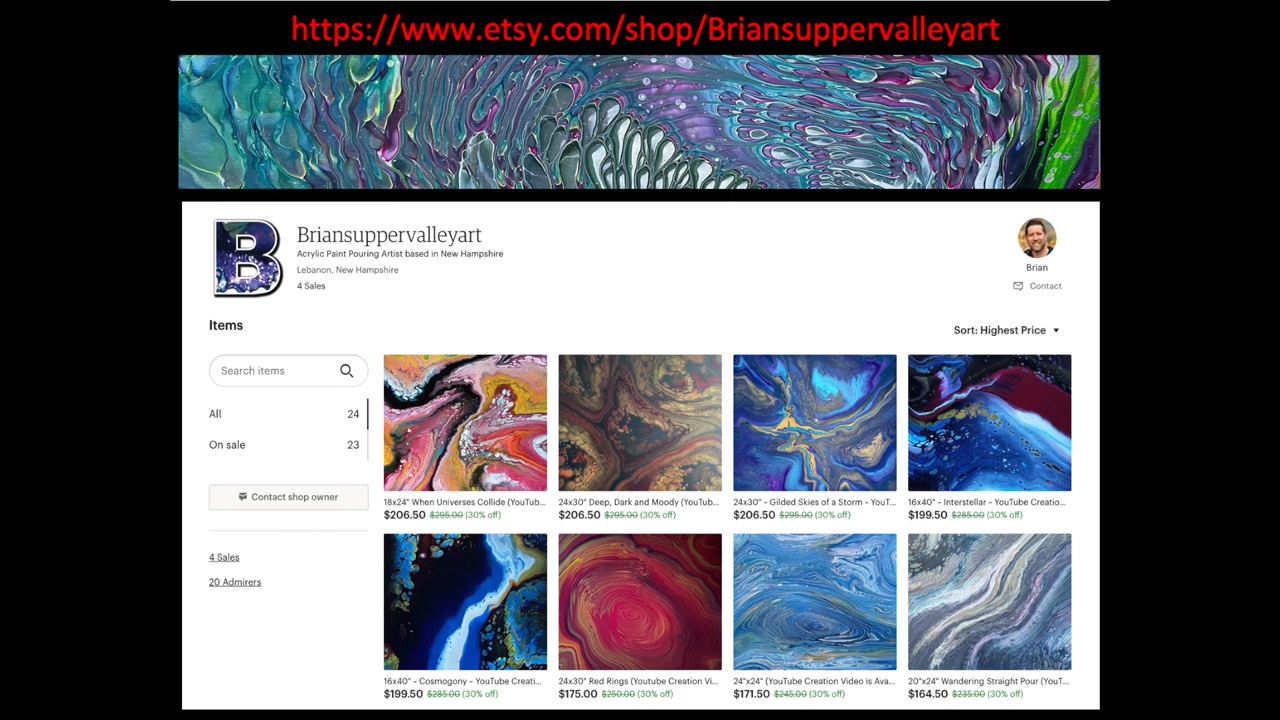 https://www.etsy.com/shop/Briansuppervalleyart
B
Briansuppervalleyart
Acrylic Paint Pouring Artist based in New Hampshire
Lebanon, New Hampshire
4 Sales
Brian
Contact
Items
Sort: Highest Price
Search items
All 24
On sale 23
Contact shop owner
4 Sales
20 Admirers
18x24" When Universes Collide (YouTub...
$206.50 $295.00 (30% off)
24x30" Deep, Dark and Moody (YouTub...
$206.50 $295.00 (30% off)
24x30" - Gilded Skies of a Storm - YouT...
$206.50 $295.00 (30% off)
16x40" - Interstellar - YouTube Creatio...
$199.50 $285.00 (30% off)
16x40" - Cosmogony - YouTube Creati...
$199.50 $285.00 (30% off)
24x30" Red Rings (Youtube Creation Vi...
$175.00 $250.00 (30% off)
24"x24" (YouTube Creation Video is Ava...
$171.50 $245.00 (30% off)
20"x24" Wandering Straight Pour (YouT...
$164.50 $235.00 (30% off)